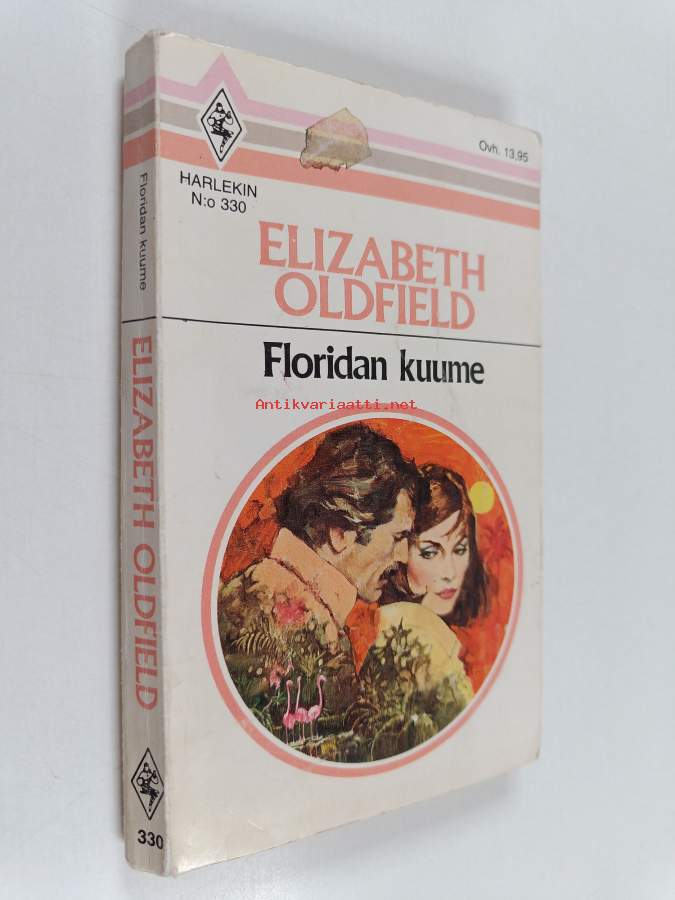 Ovh. 13,95
HARLEKIN
N:o 330
ELIZABETH
OLDFIELD
Floridan kuume
Antikvariaatti.net
Floridan kuume
ELIZABETH OLDFIELD
330